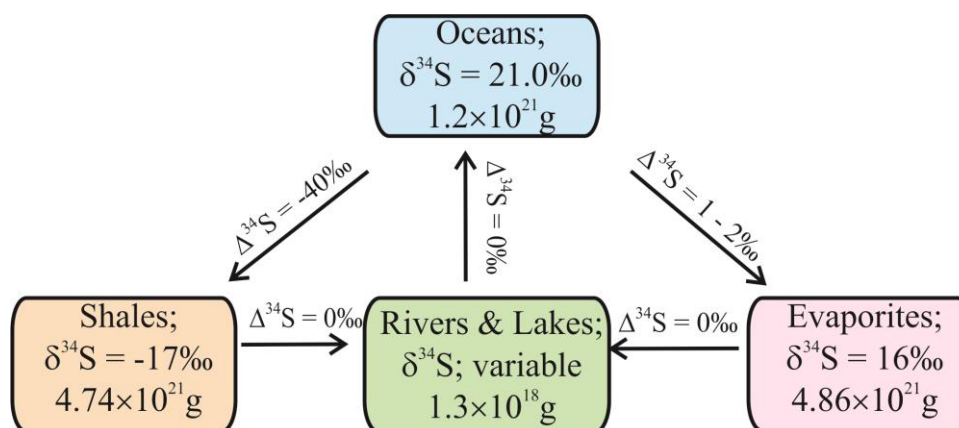 Oceans;
δ³⁴S = 21.0‰
1.2×10²¹g
Δ³⁴S = -40‰
Δ³⁴S = 0‰
Δ³⁴S = 1 - 2‰
Shales;
δ³⁴S = -17‰
4.74×10²¹g
Δ³⁴S = 0‰
Rivers & Lakes;
δ³⁴S; variable
1.3×10¹⁸g
Δ³⁴S = 0‰
Evaporites;
δ³⁴S = 16‰
4.86×10²¹g